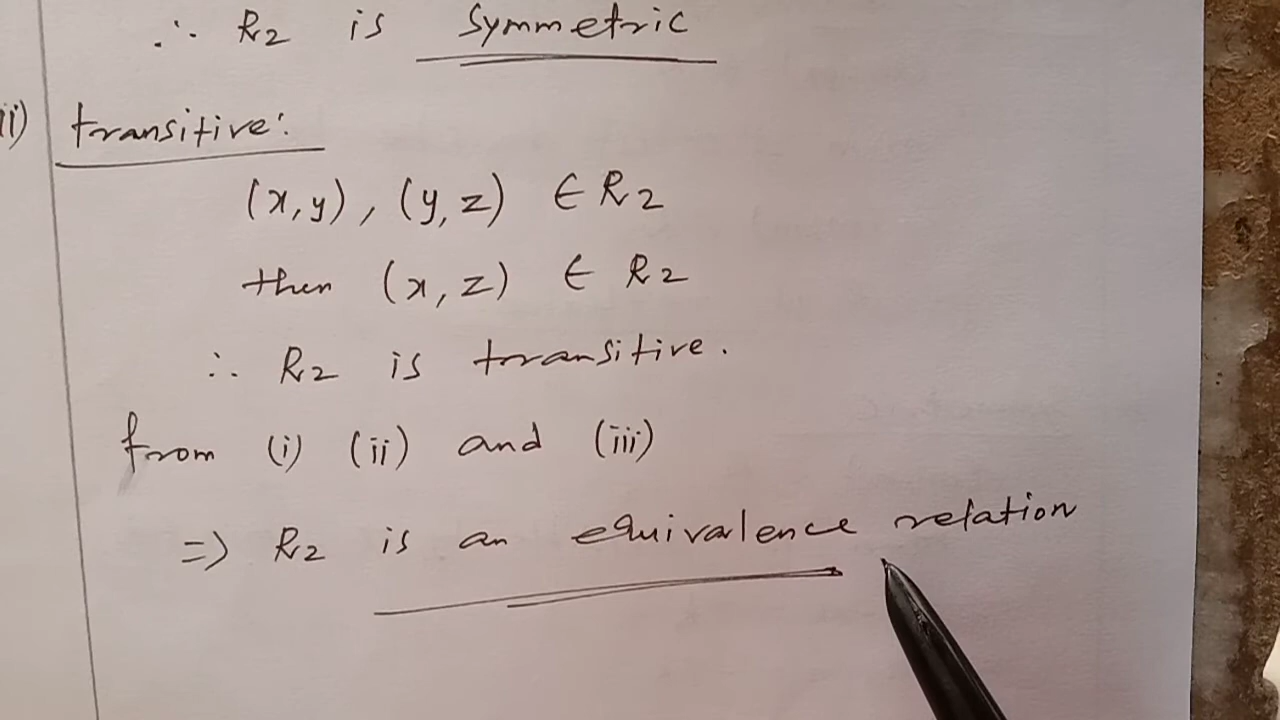 ∴ R2 is Symmetric
ii) transitive:
(x,y), (y,z) ∈ R2
then (x,z) ∈ R2
∴ R2 is transitive.
from (i) (ii) and (iii)
=> R2 is an equivalence relation